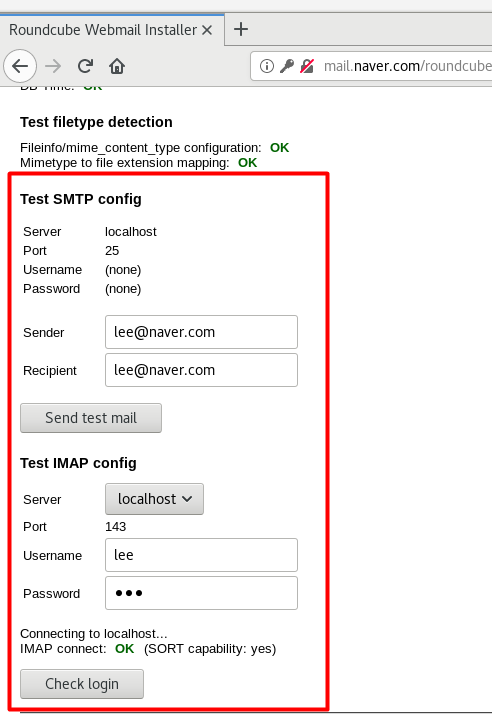 Roundcube Webmail Installer
mail.naver.com/roundcube
DB Time: OK
Test filetype detection
Fileinfo/mime_content_type configuration: OK
Mimetype to file extension mapping: OK
Test SMTP config
Server localhost
Port 25
Username (none)
Password (none)
Sender lee@naver.com
Recipient lee@naver.com
Send test mail
Test IMAP config
Server localhost
Port 143
Username lee
Password •••
Connecting to localhost...
IMAP connect: OK (SORT capability: yes)
Check login